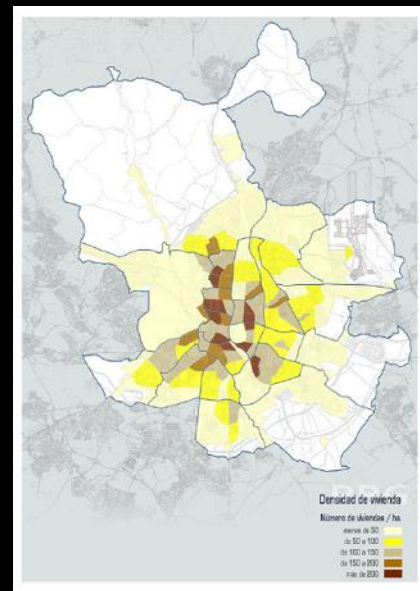 Densidad de vivienda
Número de viviendas / ha.
menos de 50
de 50 a 100
de 100 a 150
de 150 a 200
más de 200